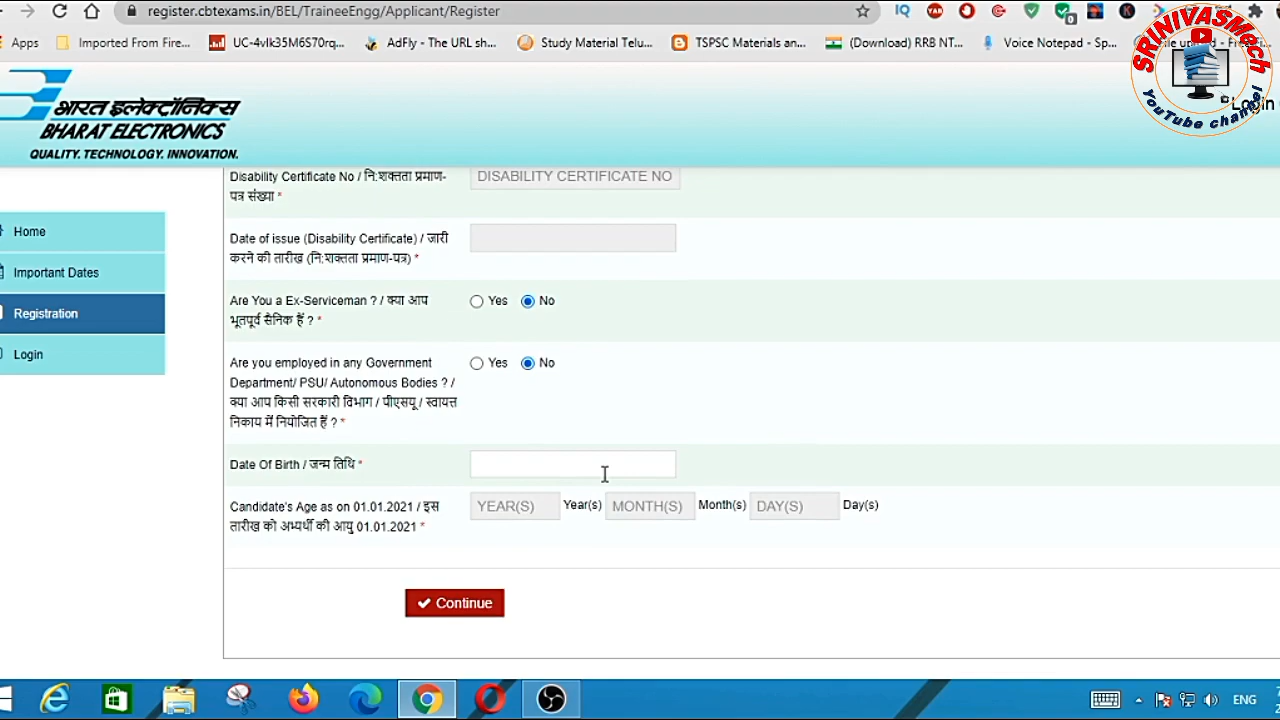 register.cbtexams.in/BEL/TraineeEngg/Applicant/Register
Apps
Imported From Fire...
UC-4vlk35M6S70rq...
AdFly - The URL sh...
Study Material Telu...
TSPSC Materials an...
(Download) RRB NT...
Voice Notepad - Sp...
SRINIVASMech
YouTube channel
Login
भारत इलेक्ट्रॉनिक्स
BHARAT ELECTRONICS
QUALITY. TECHNOLOGY. INNOVATION.
Home
Important Dates
Registration
Login
Disability Certificate No / नि:शक्तता प्रमाण-
पत्र संख्या *
DISABILITY CERTIFICATE NO
Date of issue (Disability Certificate) / जारी
करने की तारीख (नि:शक्तता प्रमाण-पत्र) *
Are You a Ex-Serviceman ? / क्या आप
भूतपूर्व सैनिक हैं ? *
Yes No
Are you employed in any Government
Department/ PSU/ Autonomous Bodies ? /
क्या आप किसी सरकारी विभाग / पीएसयू / स्वायत्त
निकाय में नियोजित हैं ? *
Yes No
Date Of Birth / जन्म तिथि *
Candidate's Age as on 01.01.2021 / इस
तारीख को अभ्यर्थी की आयु 01.01.2021 *
YEAR(S) Year(s) MONTH(S) Month(s) DAY(S) Day(s)
Continue
ENG